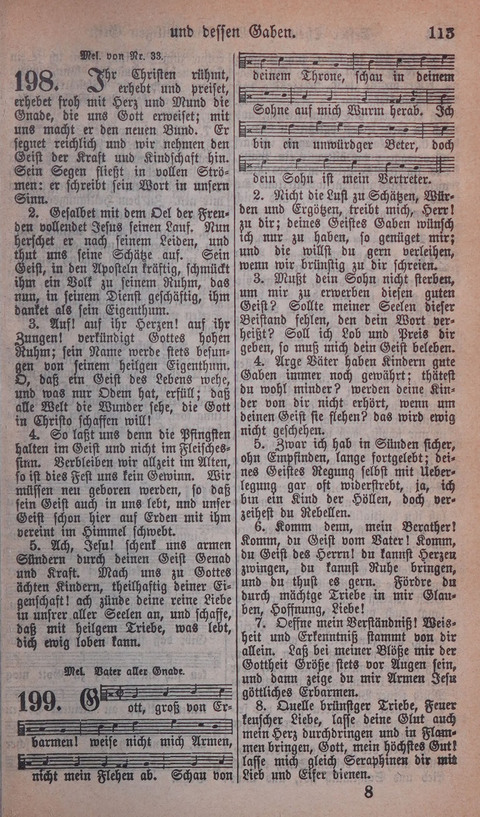 und dessen Gaben.
115
Mel. von Nr. 33.
198. Ihr Christen rühmt,
erhebt und preiset,
erhebet froh mit Herz und Mund die
Gnade, die uns Gott erweiset; mit
uns macht er den neuen Bund. Er
segnet reichlich und wir nehmen den
Geist der Kraft und Kindschaft hin.
Sein Segen fließt in vollen Strö-
men: er schreibt sein Wort in unsern
Sinn.
2. Gesalbet mit dem Oel der Freu-
den vollendet Jesus seinen Lauf. Nun
herschet er nach seinem Leiden, und
thut uns seine Schätze auf. Sein
Geist, in den Aposteln kräftig, schmückt
ihm ein Volk zu seinem Ruhm, das
nun, in seinem Dienst geschäftig, ihm
danket als sein Eigenthum.
3. Auf! auf ihr Herzen! auf ihr
Zungen! verkündigt Gottes hohen
Ruhm; sein Name werde stets besun-
gen von seinem heilgen Eigenthum.
O, daß ein Geist des Lebens wehe,
und was nur Odem hat, erfüll; daß
alle Welt die Wunder sehe, die Gott
in Christo schaffen will!
4. So laßt uns denn die Pfingsten
halten im Geist und nicht im Fleisches-
sinn. Verbleiben wir allzeit im Alten,
so ist dies Fest uns kein Gewinn. Wir
müssen neu geboren werden, so daß
sein Geist auch in uns lebt, und unser
Geist schon hier auf Erden mit ihm
vereint im Himmel schwebt.
5. Ach, Jesu! schenk uns armen
Sündern durch deinen Geist Genad
und Kraft. Mach uns zu Gottes
ächten Kindern, theilhaftig deiner Ei-
genschaft! ach zünde deine reine Liebe
in unsrer aller Seelen an, und schaffe,
daß mit heilgem Triebe, was lebt,
dich ewig loben kann.
Mel. Vater aller Gnade.
199. Gott, groß von Er-
barmen! weise nicht mich Armen,
nicht mein Flehen ab. Schau von
deinem Throne, schau in deinem
Sohne auf mich Wurm herab. Ich
bin ein unwürdger Beter, doch
dein Sohn ist mein Vertreter.
2. Nicht die Lust zu Schätzen, Wür-
den und Ergötzen, treibt mich, Herr!
zu dir; deines Geistes Gaben wünsch
ich nur zu haben, so genüget mir;
und die willst du gern verleihen,
wenn wir brünstig zu dir schreien.
3. Mußt dein Sohn nicht sterben,
um mir zu erwerben diesen guten
Geist? Sollte meiner Seelen dieser
Beistand fehlen, den dein Wort ver-
heißt? Soll ich Lob und Preis dir
geben, so muß mich dein Geist beleben.
4. Arge Väter haben Kindern gute
Gaben immer noch gewährt; thätest
du wohl minder? werden deine Kin-
der von dir nicht erhört, wenn um
deinen Geist sie flehen? das wird ewig
nicht geschehen.
5. Zwar ich hab in Sünden sicher,
ohn Empfinden, lange fortgelebt; dei-
nes Geistes Regung selbst mit Ueber-
legung gar oft widerstrebt, ja, ich
bin ein Kind der Höllen, doch ver-
zeihest du Rebellen.
6. Komm denn, mein Berather!
Komm, du Geist vom Vater! Komm,
du Geist des Herrn! du kannst Herzen
zwingen, du kannst Ruhe bringen,
und du thust es gern. Fördre du
durch mächtge Triebe in mir Glau-
ben, Hoffnung, Liebe!
7. Oeffne mein Verständniß! Weis-
heit und Erkenntniß stammt von dir
allein. Laß bei meiner Blöße mir der
Gottheit Größe stets vor Augen sein,
und dann zeige du mir Armen Jesu
göttliches Erbarmen.
8. Quelle brünstger Triebe, Feuer
keuscher Liebe, lasse deine Glut auch
mein Herz durchdringen und in Flam-
men bringen, Gott, mein höchstes Gut!
lasse mich gleich Seraphinen dir mit
Lieb und Eifer dienen.
8